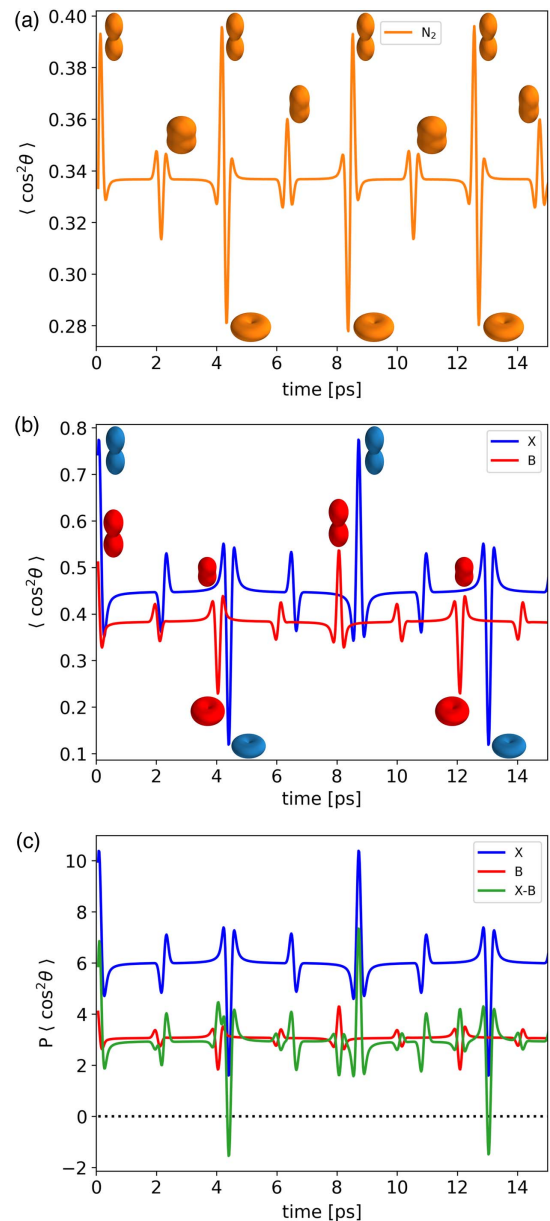 (a)
N₂
⟨ cos²θ ⟩
0.40
0.38
0.36
0.34
0.32
0.30
0.28
0 2 4 6 8 10 12 14
time [ps]
(b)
X
B
⟨ cos²θ ⟩
0.8
0.7
0.6
0.5
0.4
0.3
0.2
0.1
0 2 4 6 8 10 12 14
time [ps]
(c)
X
B
X-B
P ⟨ cos²θ ⟩
10
8
6
4
2
0
−2
0 2 4 6 8 10 12 14
time [ps]